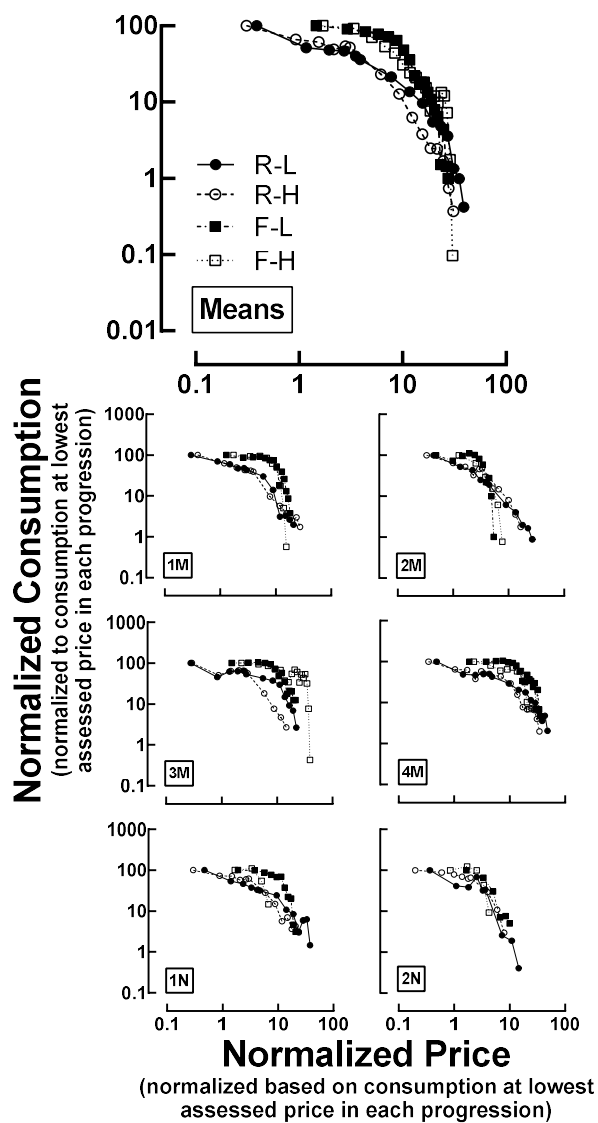 100
10
1
0.1
0.01
R-L
R-H
F-L
F-H
Means
0.1 1 10 100
Normalized Consumption
(normalized to consumption at lowest
assessed price in each progression)
1000
100
10
1
0.1
1M
2M
1000
100
10
1
0.1
3M
4M
1000
100
10
1
0.1
1N
2N
0.1 1 10 100
0.1 1 10 100
Normalized Price
(normalized based on consumption at lowest
assessed price in each progression)